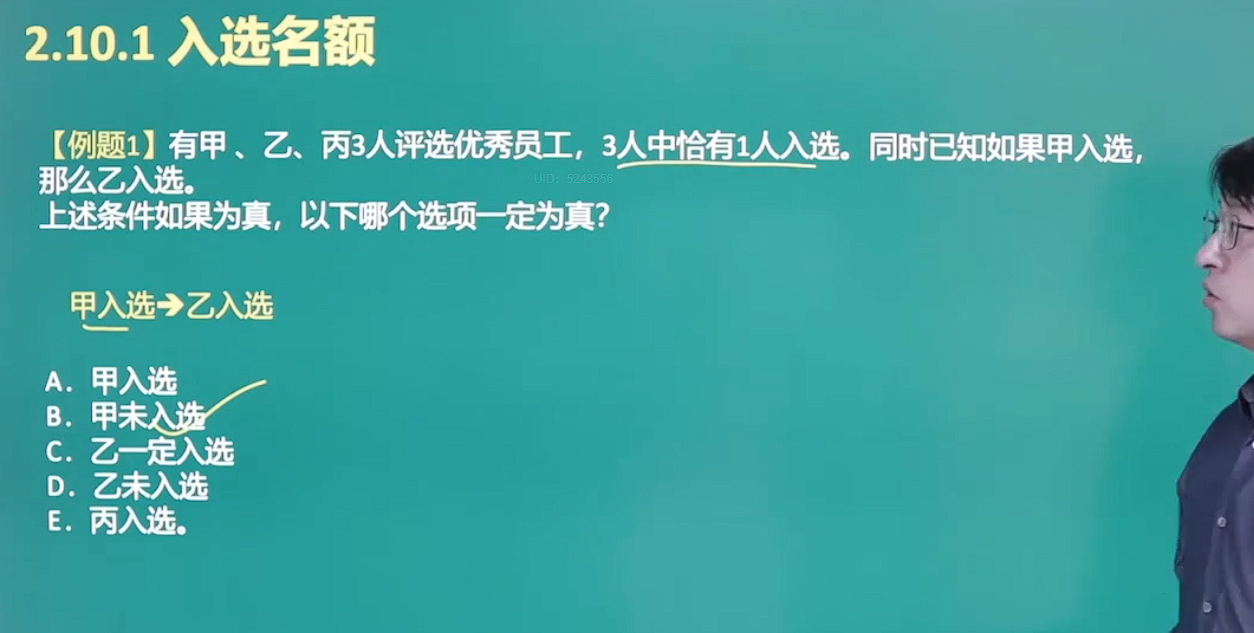 2.10.1 入选名额
【例题1】有甲、乙、丙3人评选优秀员工，3人中恰有1人入选。同时已知如果甲入选，
那么乙入选。
UID: 5243556
上述条件如果为真，以下哪个选项一定为真？
甲入选➔乙入选
A. 甲入选
B. 甲未入选
C. 乙一定入选
D. 乙未入选
E. 丙入选。